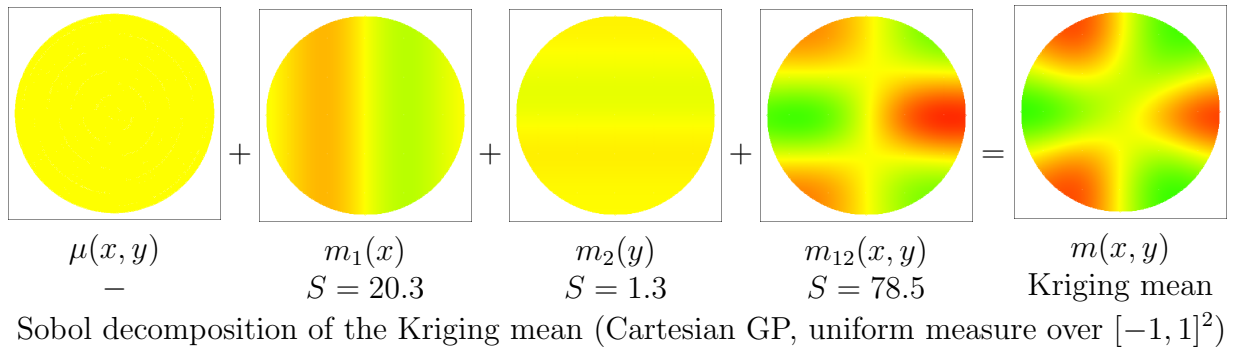 + + + =
μ(x, y) m₁(x) m₂(y) m₁₂(x, y) m(x, y)
− S = 20.3 S = 1.3 S = 78.5 Kriging mean
Sobol decomposition of the Kriging mean (Cartesian GP, uniform measure over [−1, 1]²)